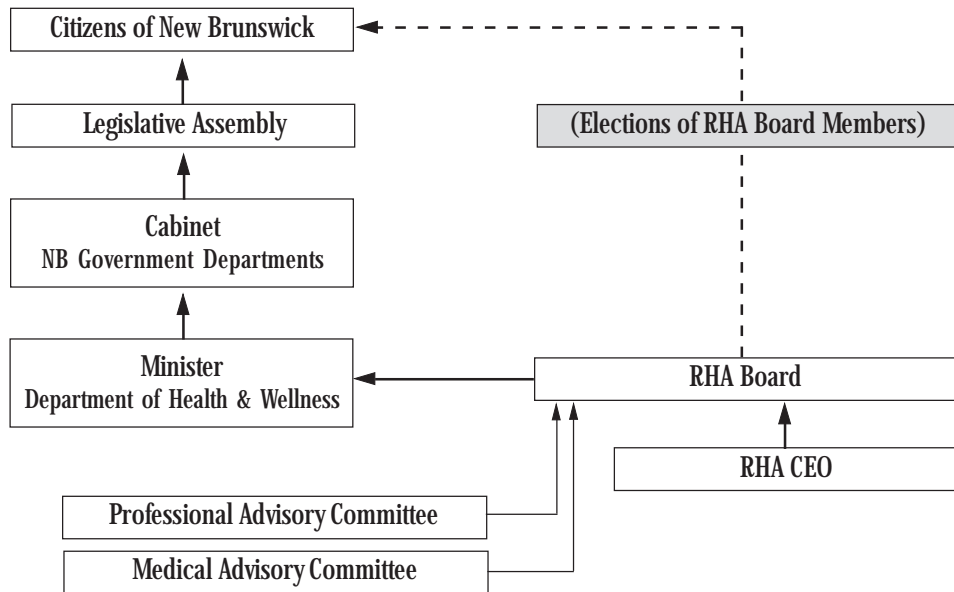 Citizens of New Brunswick
Legislative Assembly
(Elections of RHA Board Members)
Cabinet
NB Government Departments
Minister
Department of Health & Wellness
RHA Board
RHA CEO
Professional Advisory Committee
Medical Advisory Committee